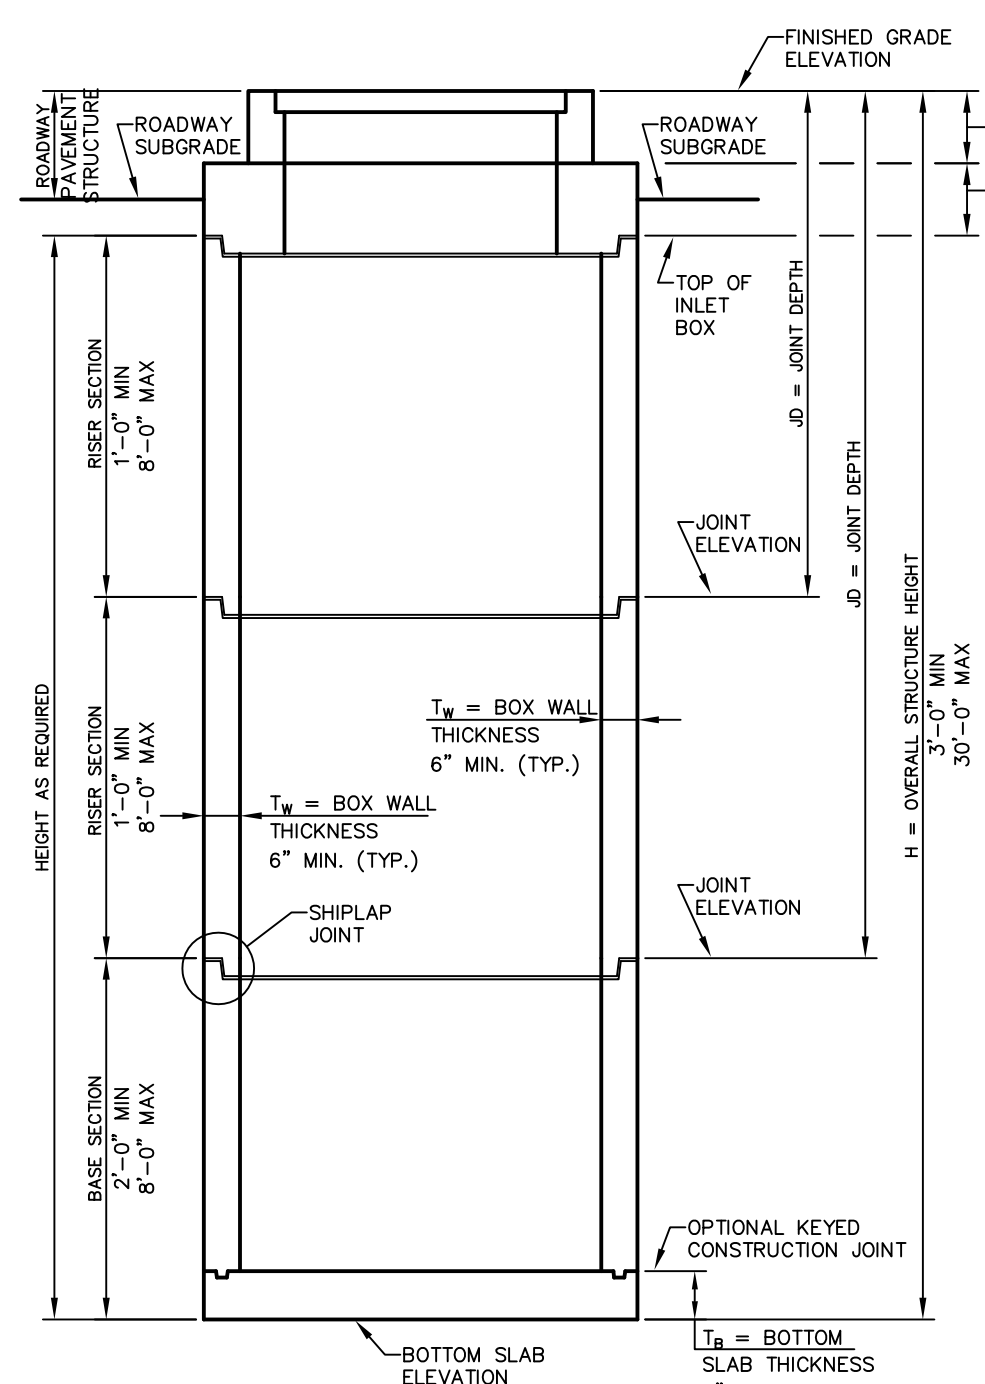 FINISHED GRADE
ELEVATION
ROADWAY
PAVEMENT
STRUCTURE
ROADWAY
SUBGRADE
ROADWAY
SUBGRADE
TOP OF
INLET
BOX
JD = JOINT DEPTH
RISER SECTION
1'-0" MIN
8'-0" MAX
JD = JOINT DEPTH
JOINT
ELEVATION
H = OVERALL STRUCTURE HEIGHT
3'-0" MIN
30'-0" MAX
HEIGHT AS REQUIRED
RISER SECTION
1'-0" MIN
8'-0" MAX
TW = BOX WALL
THICKNESS
6" MIN. (TYP.)
TW = BOX WALL
THICKNESS
6" MIN. (TYP.)
SHIPLAP
JOINT
JOINT
ELEVATION
BASE SECTION
2'-0" MIN
8'-0" MAX
OPTIONAL KEYED
CONSTRUCTION JOINT
TB = BOTTOM
SLAB THICKNESS
BOTTOM SLAB
ELEVATION